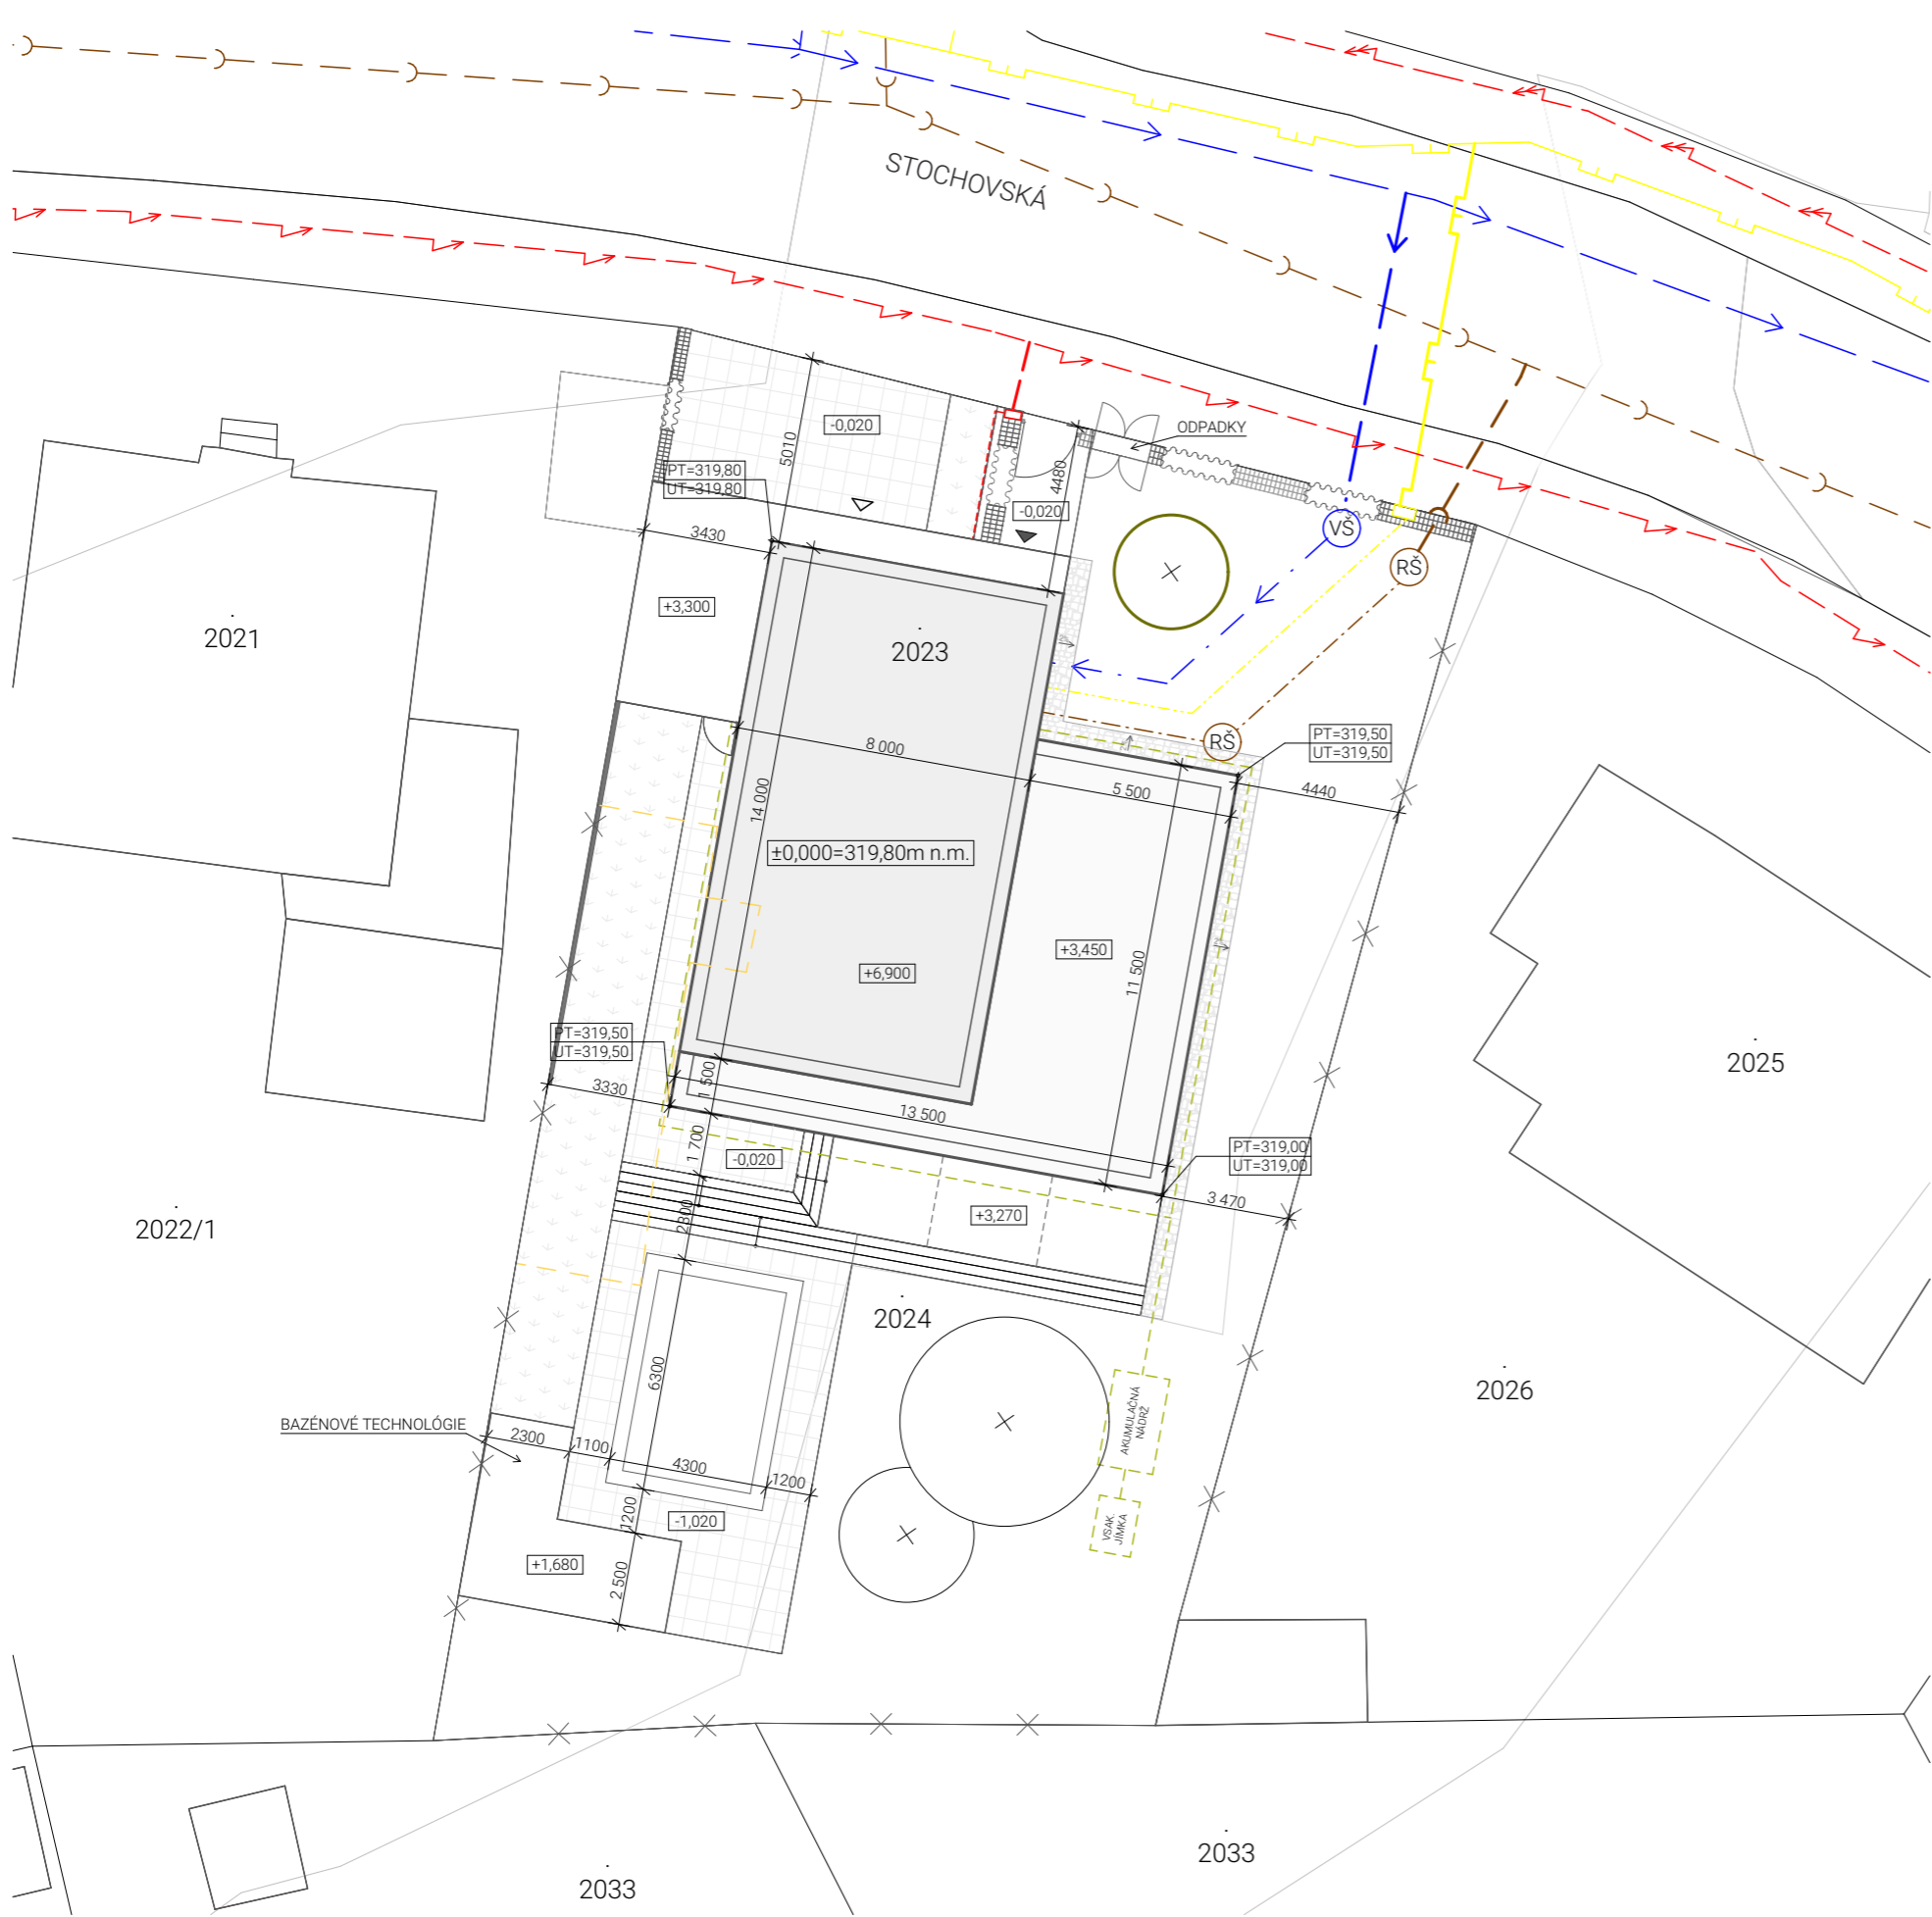 STOCHOVSKÁ
-0,020
ODPADKY
5010
4480
PT=319,80
UT=319,80
-0,020
VŠ
3430
RŠ
+3,300
2021
2023
RŠ
PT=319,50
UT=319,50
8 000
14 000
5 500
4440
±0,000=319,80m n.m.
+3,450
+6,900
11 500
PT=319,50
UT=319,50
2025
3330
1 500
13 500
1 700
-0,020
PT=319,00
UT=319,00
3 470
2022/1
2300
+3,270
2024
6300
2026
AKUMULAČNÁ
NÁDRŽ
BAZÉNOVÉ TECHNOLÓGIE
2300
1100
4300
1200
1200
-1,020
VSAK.
JÍMKA
+1,680
2 500
2033
2033